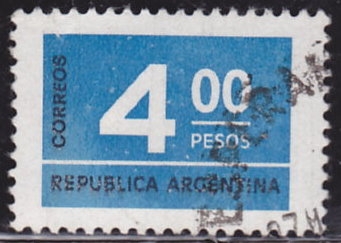 CORREOS
4 00
PESOS
REPUBLICA ARGENTINA